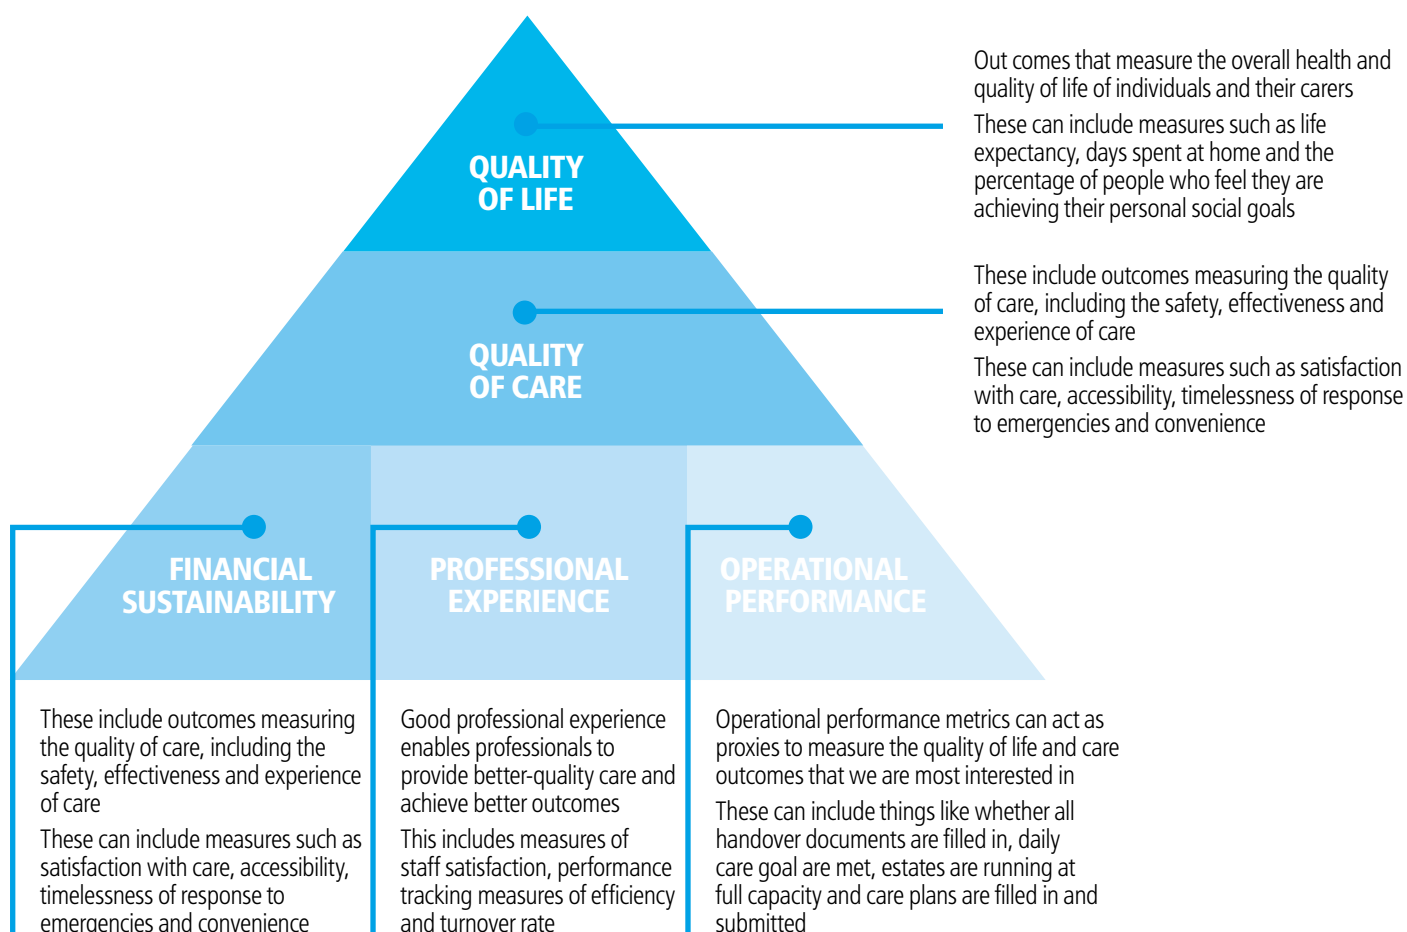 QUALITY
OF LIFE
Out comes that measure the overall health and
quality of life of individuals and their carers
These can include measures such as life
expectancy, days spent at home and the
percentage of people who feel they are
achieving their personal social goals
QUALITY
OF CARE
These include outcomes measuring the quality
of care, including the safety, effectiveness and
experience of care
These can include measures such as satisfaction
with care, accessibility, timelessness of response
to emergencies and convenience
FINANCIAL
SUSTAINABILITY
PROFESSIONAL
EXPERIENCE
OPERATIONAL
PERFORMANCE
These include outcomes measuring
the quality of care, including the
safety, effectiveness and experience
of care
These can include measures such as
satisfaction with care, accessibility,
timelessness of response to
emergencies and convenience
Good professional experience
enables professionals to
provide better-quality care and
achieve better outcomes
This includes measures of
staff satisfaction, performance
tracking measures of efficiency
and turnover rate
Operational performance metrics can act as
proxies to measure the quality of life and care
outcomes that we are most interested in
These can include things like whether all
handover documents are filled in, daily
care goal are met, estates are running at
full capacity and care plans are filled in and
submitted